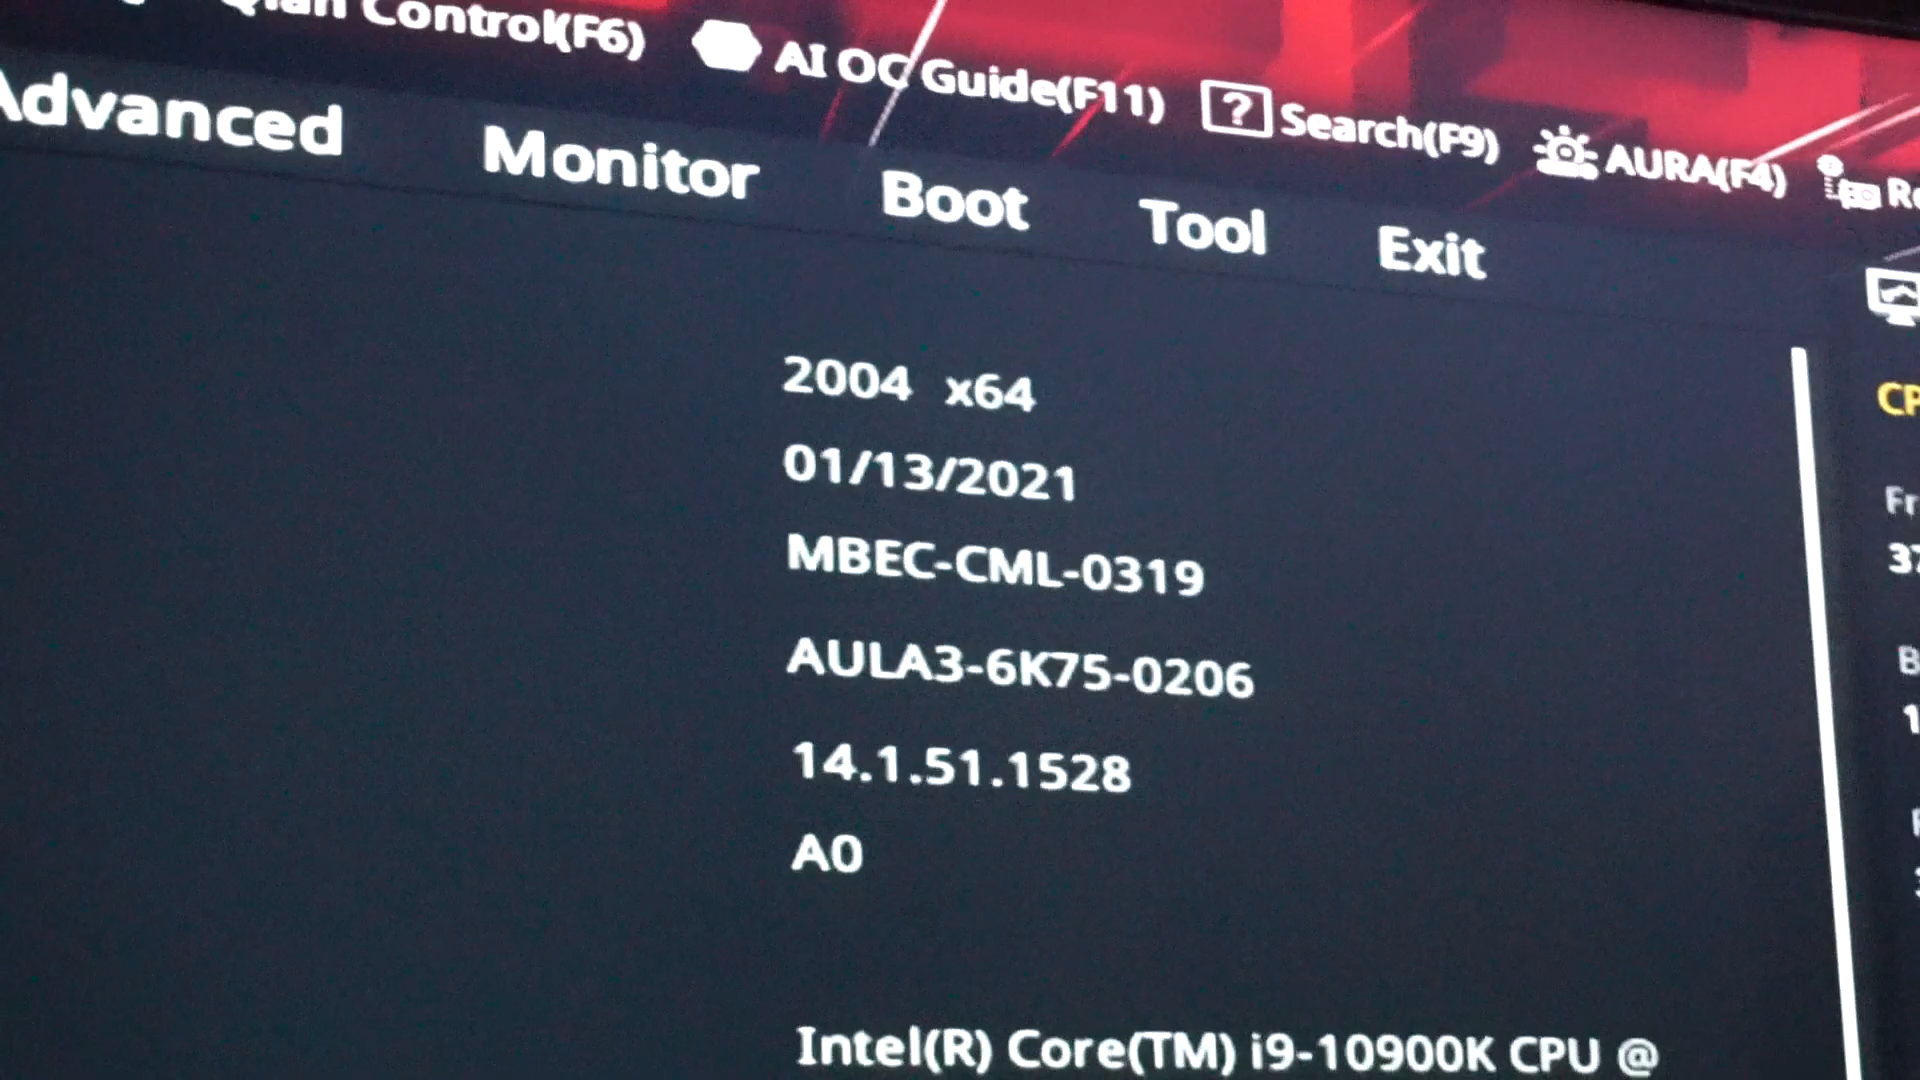 Control(F6) AI OC Guide(F11) Search(F9) AURA(F4)
Advanced Monitor Boot Tool Exit
2004 x64
01/13/2021
MBEC-CML-0319
AULA3-6K75-0206
14.1.51.1528
A0
Intel(R) Core(TM) i9-10900K CPU @